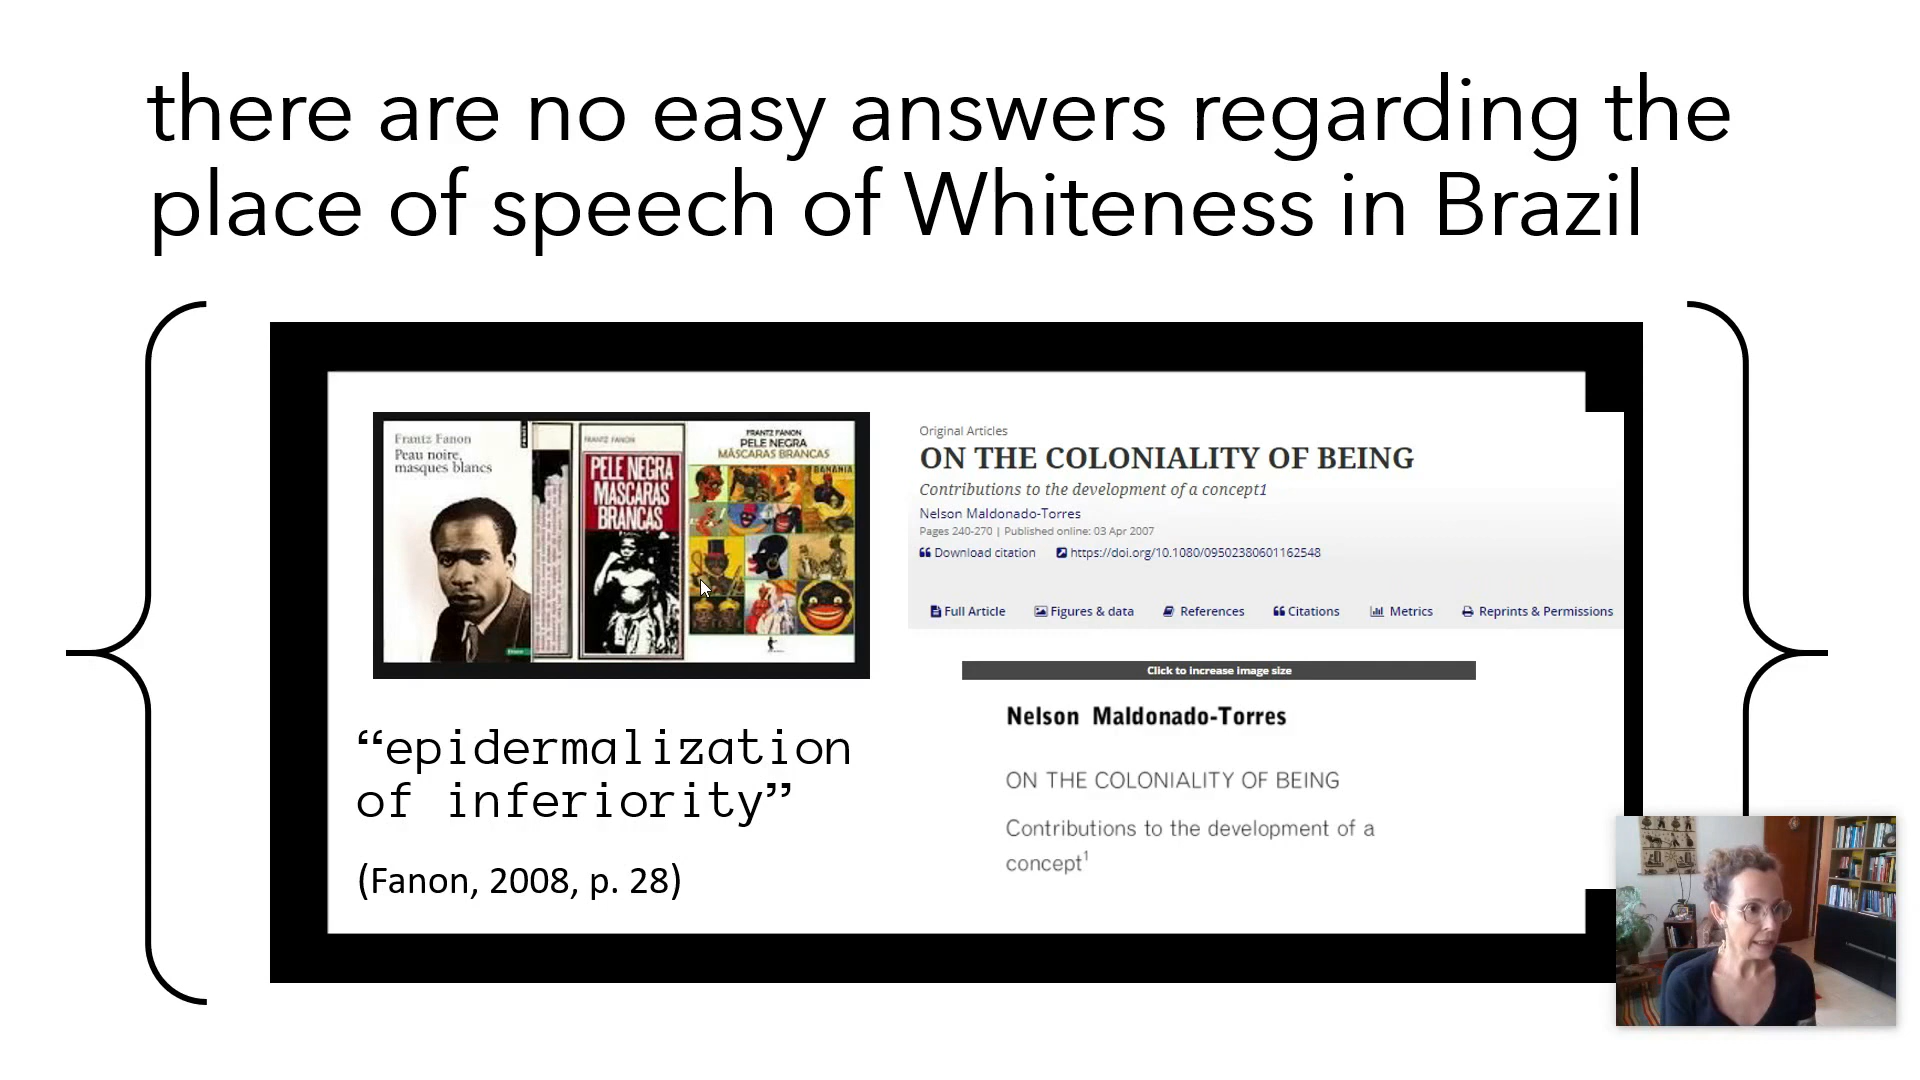 there are no easy answers regarding the
place of speech of Whiteness in Brazil
Frantz Fanon
Peau noire,
masques blancs
FRANTZ FANON
PELE NEGRA
MASCARAS
BRANCAS
FRANTZ FANON
PELE NEGRA
MÁSCARAS BRANCAS
BANANIA
“epidermalization
of inferiority”
(Fanon, 2008, p. 28)
Original Articles
ON THE COLONIALITY OF BEING
Contributions to the development of a concept1
Nelson Maldonado-Torres
Pages 240-270 | Published online: 03 Apr 2007
Download citation https://doi.org/10.1080/09502380601162548
Full Article Figures & data References Citations Metrics Reprints & Permissions
Click to increase image size
Nelson Maldonado-Torres
ON THE COLONIALITY OF BEING
Contributions to the development of a
concept¹